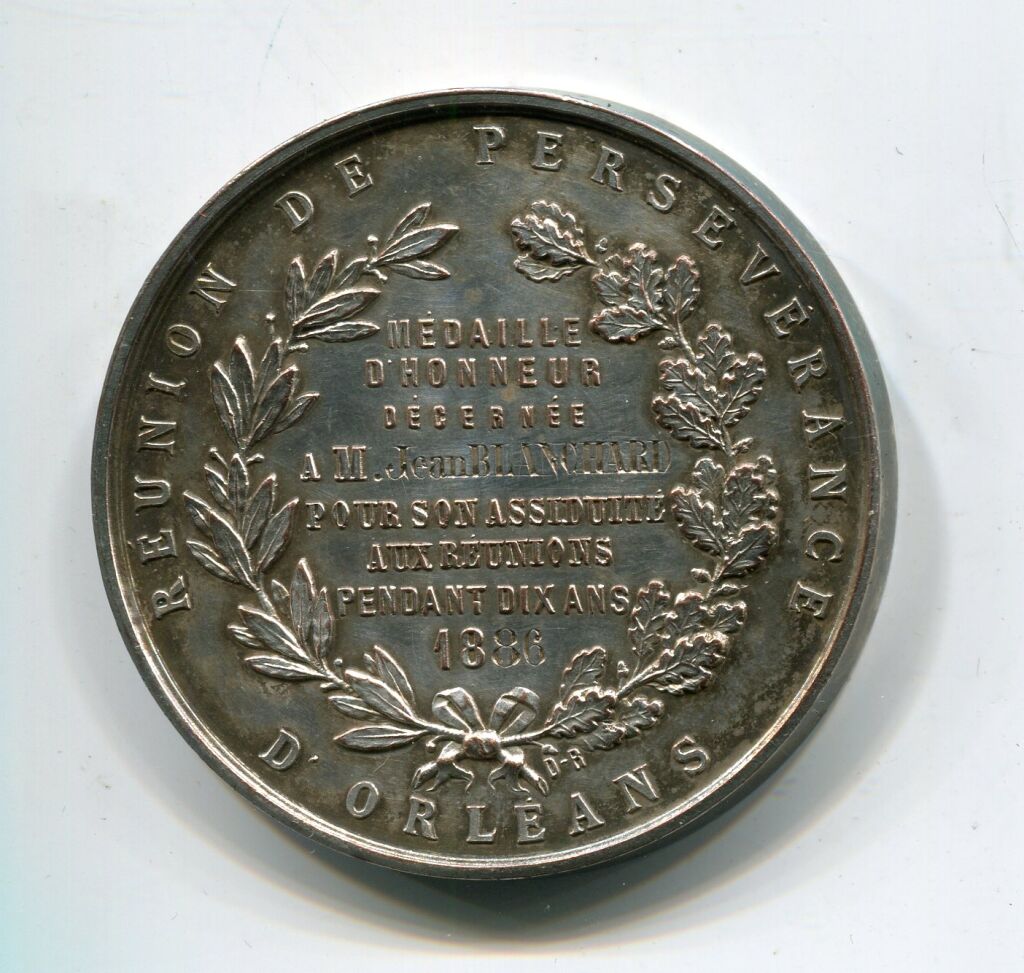 RÉUNION DE PERSÉVÉRANCE
MÉDAILLE
D'HONNEUR
DÉCERNÉE
A M. Jean BLANCHARD
POUR SON ASSIDUITÉ
AUX RÉUNIONS
PENDANT DIX ANS
1886
D'ORLÉANS